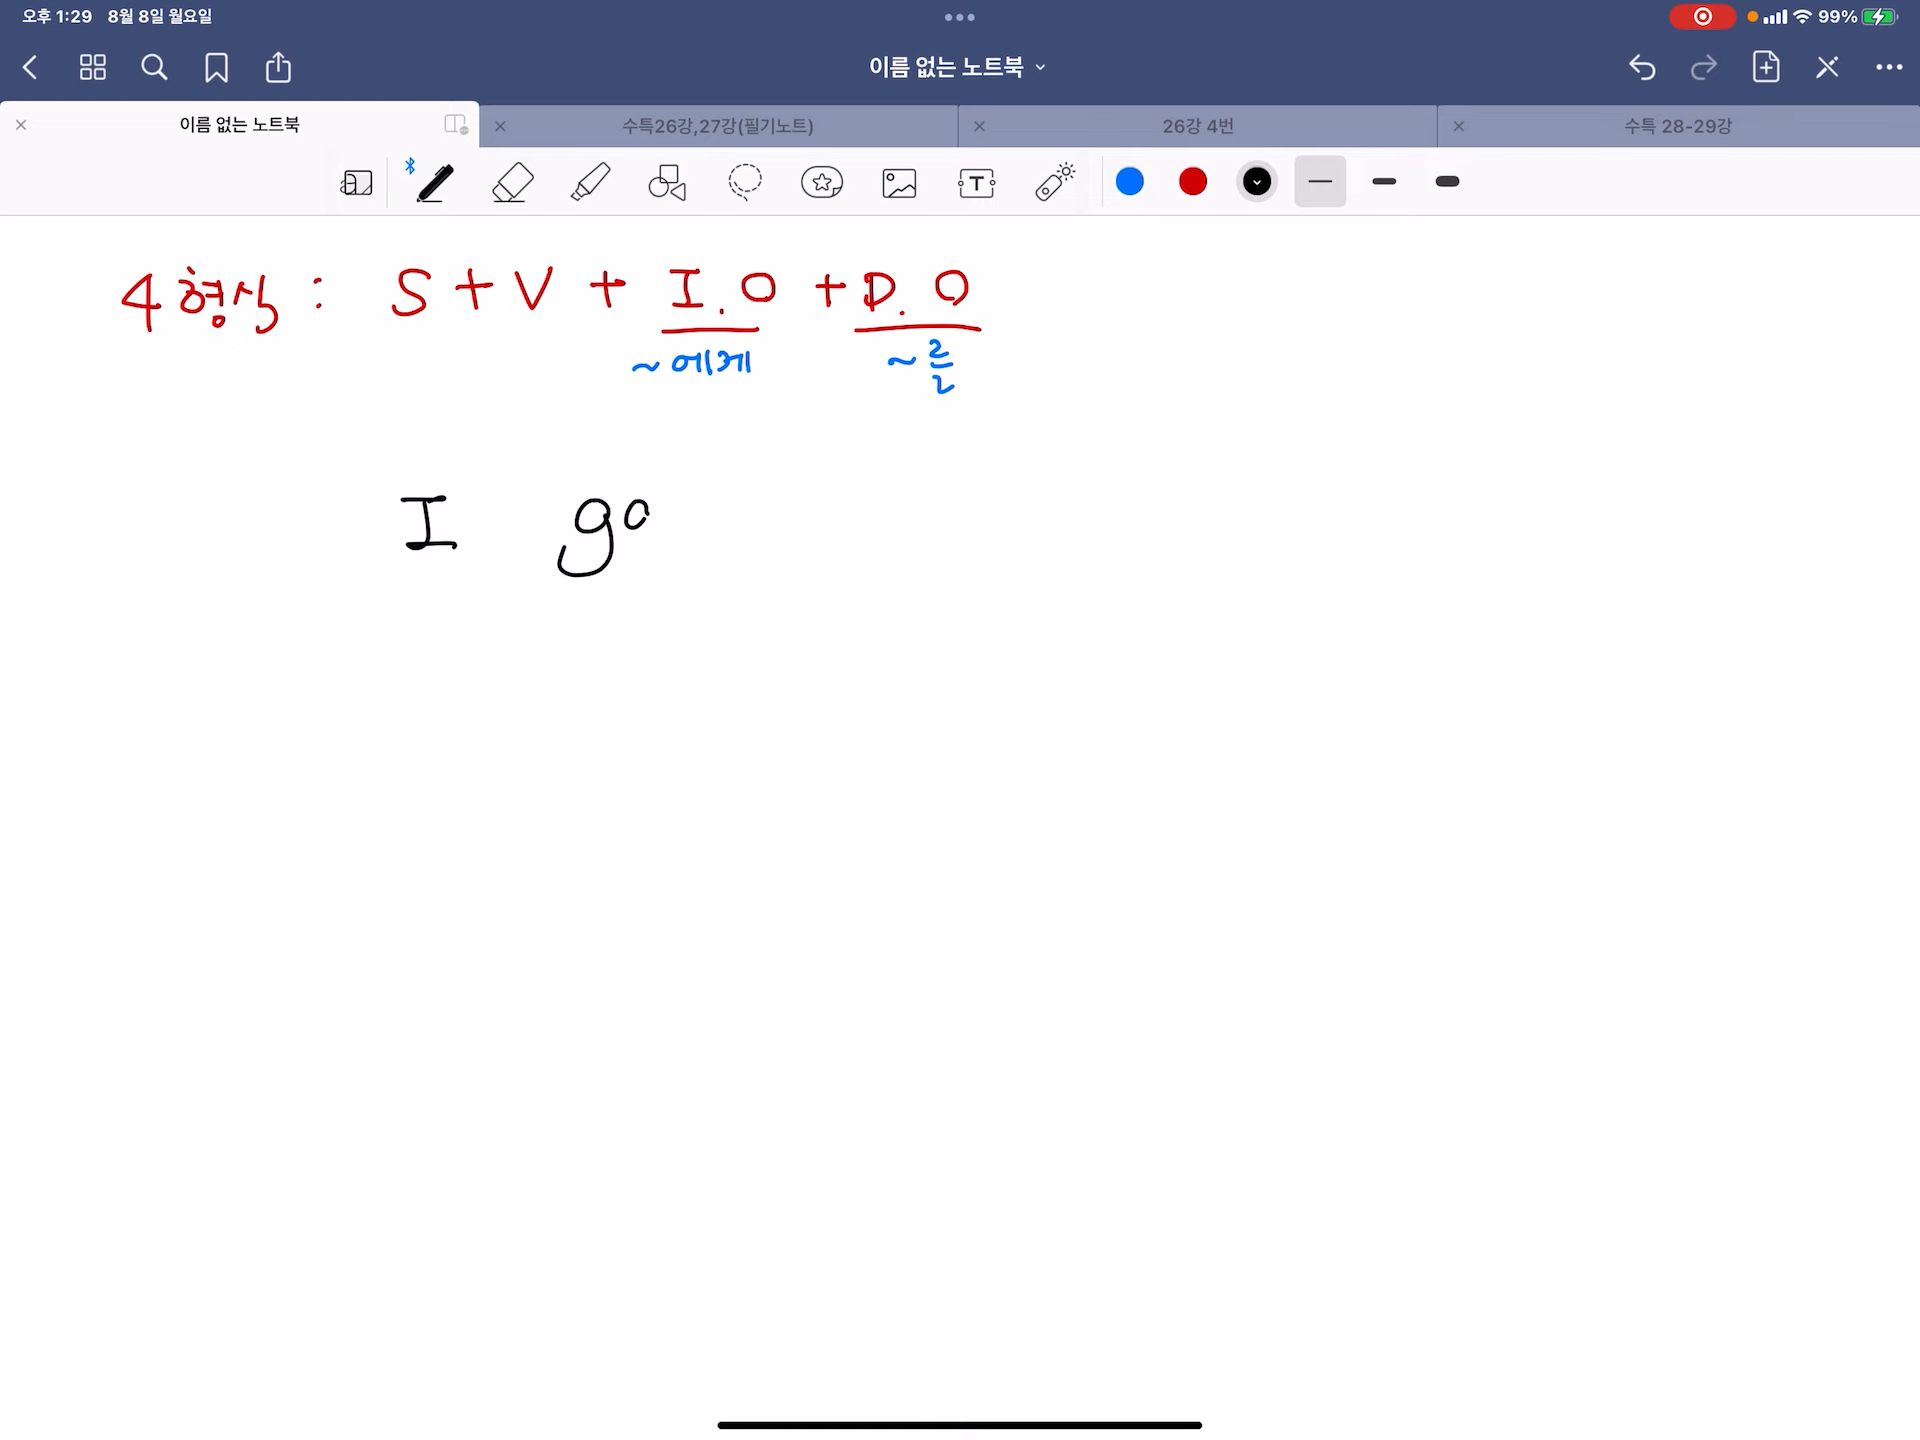 오후 1:29 8월 8일 월요일 99%
이름 없는 노트북
이름 없는 노트북 수특26강,27강(필기노트) 26강 4번 수특 28-29강
4형식 : S + V + I.O + D.O
~에게 ~를
I ga